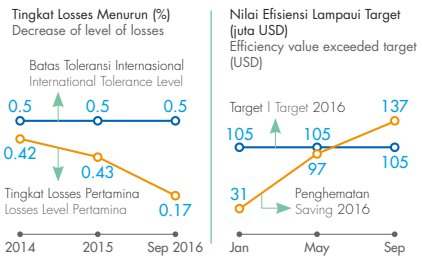 Tingkat Losses Menurun (%)
Decrease of level of losses
Batas Toleransi Internasional
International Tolerance Level
0.5 0.5 0.5
0.42
0.43
0.17
Tingkat Losses Pertamina
Losses Level Pertamina
2014 2015 Sep 2016
Nilai Efisiensi Lampaui Target
(juta USD)
Efficiency value exceeded target
(USD)
Target | Target 2016
137
105 105
97
105
31
Penghematan
Saving 2016
Jan May Sep